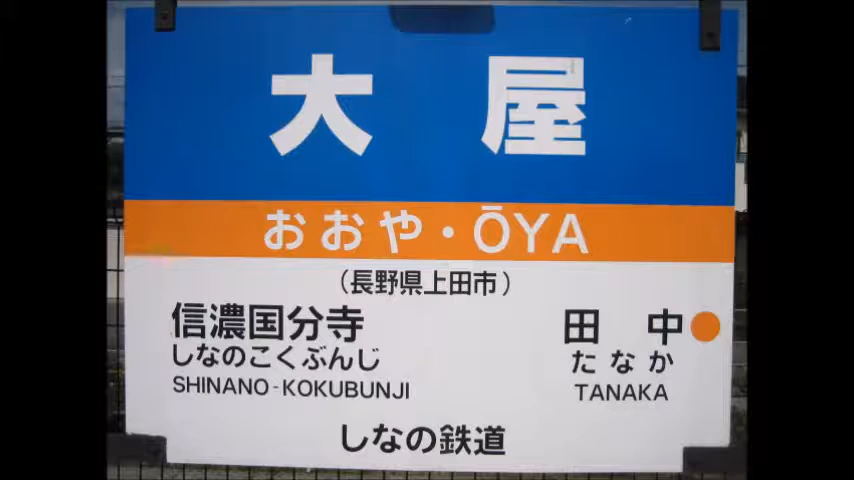 大屋
おおや・ŌYA
（長野県上田市）
信濃国分寺 田中
しなのこくぶんじ たなか
SHINANO-KOKUBUNJI TANAKA
しなの鉄道